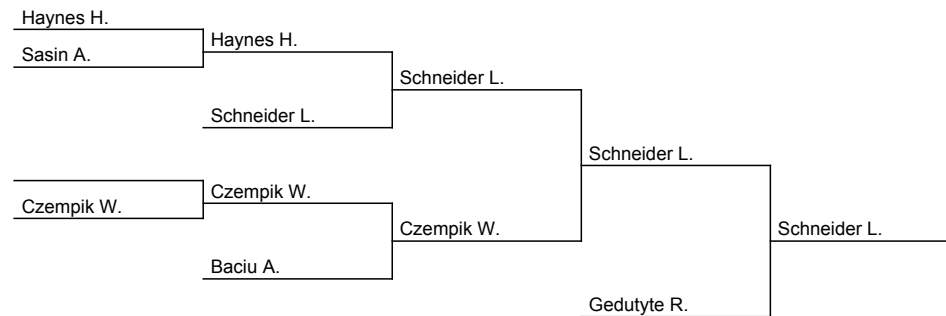 Haynes H.
Sasin A.
Haynes H.
Schneider L.
Schneider L.
Schneider L.
Czempik W.
Czempik W.
Czempik W.
Schneider L.
Baciu A.
Gedutyte R.